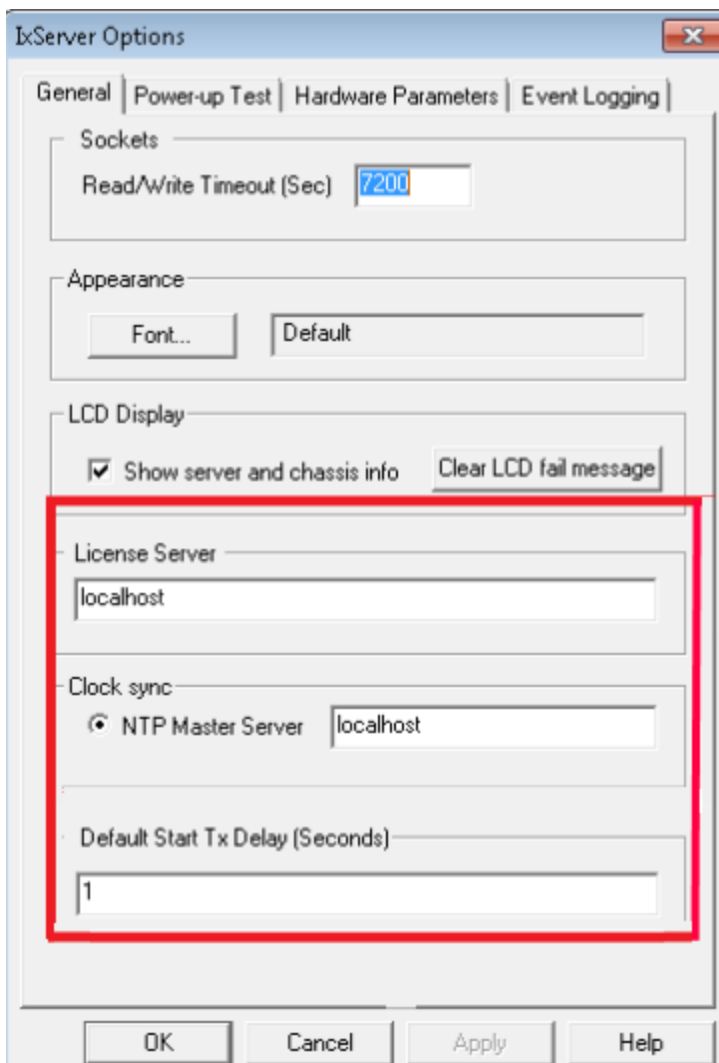 IxServer Options
General Power-up Test Hardware Parameters Event Logging
Sockets
Read/Write Timeout (Sec) 7200
Appearance
Font... Default
LCD Display
Show server and chassis info Clear LCD fail message
License Server
localhost
Clock sync
NTP Master Server localhost
Default Start Tx Delay (Seconds)
1
OK Cancel Apply Help